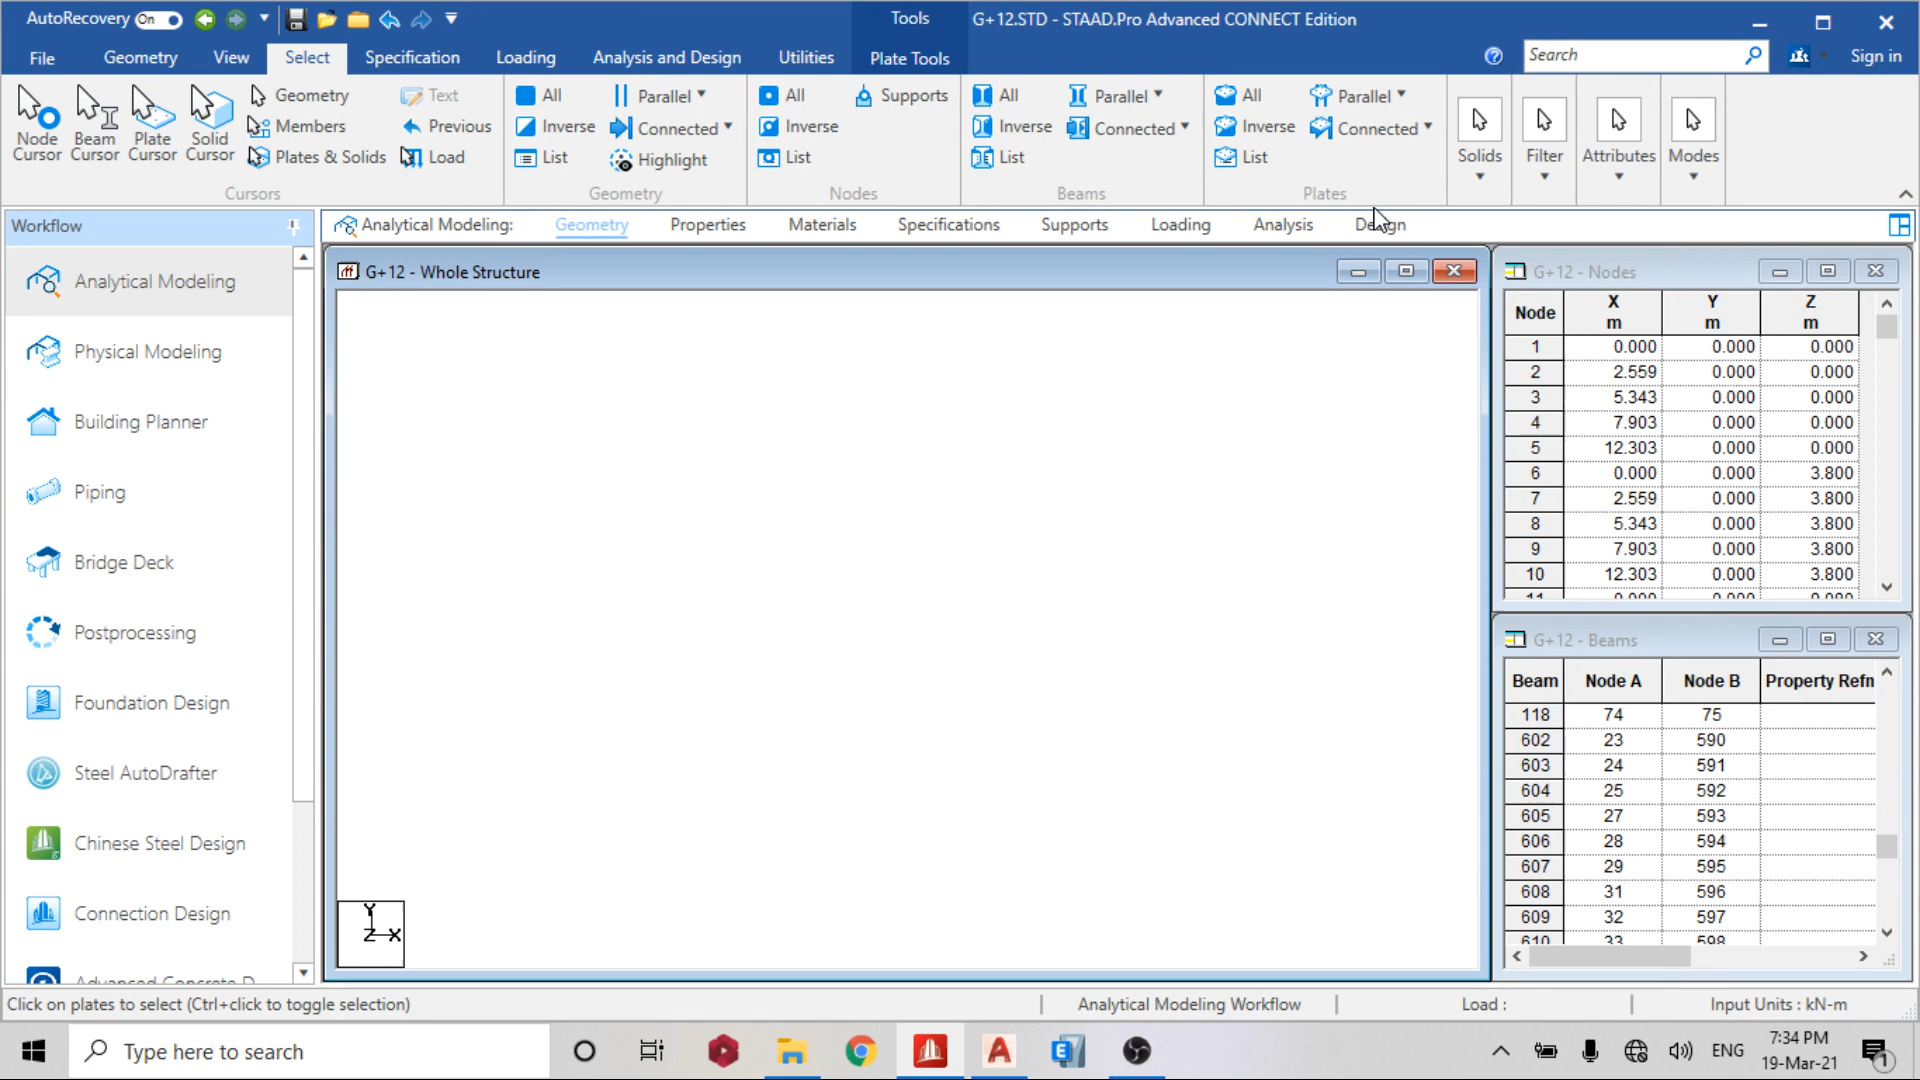 AutoRecovery On
Tools
G+12.STD - STAAD.Pro Advanced CONNECT Edition
File Geometry View Select Specification Loading Analysis and Design Utilities Plate Tools
Search
Sign in
Node Cursor
Beam Cursor
Plate Cursor
Solid Cursor
Geometry
Members
Plates & Solids
Text
Previous
Load
Cursors
All
Inverse
List
Parallel
Connected
Highlight
Geometry
All
Inverse
List
Supports
Nodes
All
Inverse
List
Parallel
Connected
Beams
All
Inverse
List
Parallel
Connected
Plates
Solids
Filter
Attributes
Modes
Workflow
Analytical Modeling
Physical Modeling
Building Planner
Piping
Bridge Deck
Postprocessing
Foundation Design
Steel AutoDrafter
Chinese Steel Design
Connection Design
Analytical Modeling: Geometry Properties Materials Specifications Supports Loading Analysis Design
G+12 - Whole Structure
Y
Z X
G+12 - Nodes
Node X m Y m Z m
1 0.000 0.000 0.000
2 2.559 0.000 0.000
3 5.343 0.000 0.000
4 7.903 0.000 0.000
5 12.303 0.000 0.000
6 0.000 0.000 3.800
7 2.559 0.000 3.800
8 5.343 0.000 3.800
9 7.903 0.000 3.800
10 12.303 0.000 3.800
G+12 - Beams
Beam Node A Node B Property Refn
118 74 75
602 23 590
603 24 591
604 25 592
605 27 593
606 28 594
607 29 595
608 31 596
609 32 597
610 33 598
Click on plates to select (Ctrl+click to toggle selection)
Analytical Modeling Workflow
Load :
Input Units : kN-m
Type here to search
ENG
7:34 PM
19-Mar-21
1